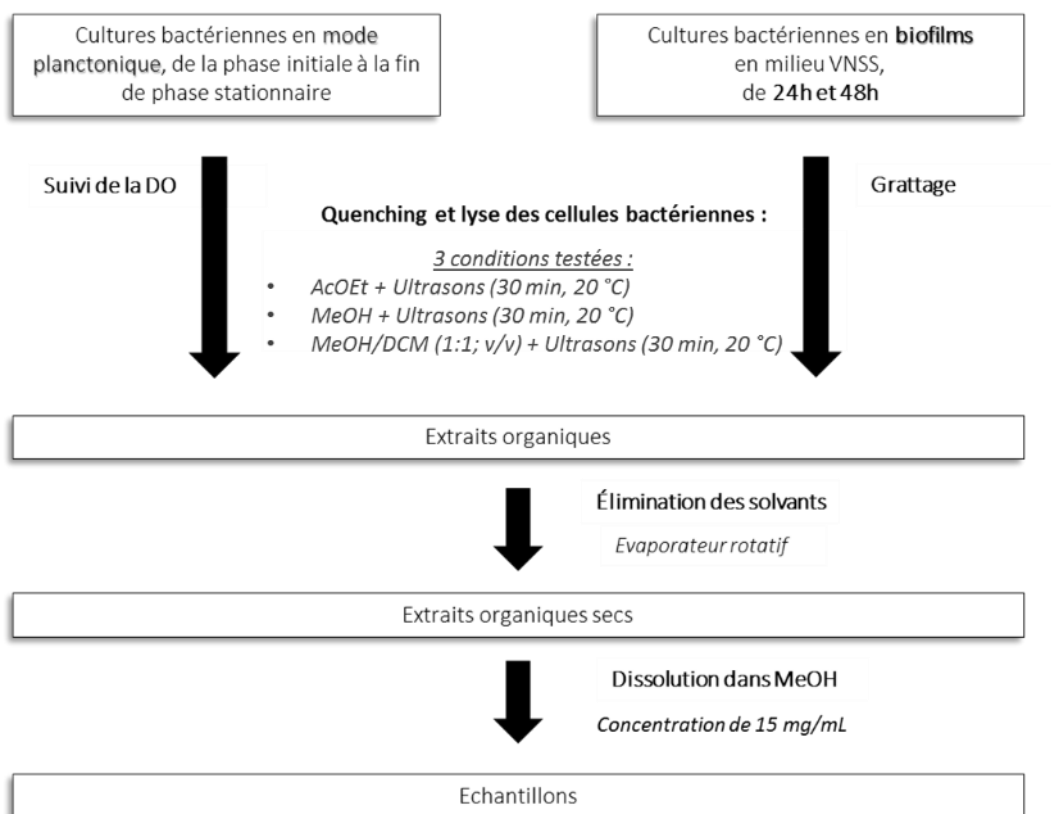 Cultures bactériennes en mode
planctonique, de la phase initiale à la fin
de phase stationnaire
Cultures bactériennes en biofilms
en milieu VNSS,
de 24h et 48h
Suivi de la DO
Grattage
Quenching et lyse des cellules bactériennes :
3 conditions testées :
• AcOEt + Ultrasons (30 min, 20 °C)
• MeOH + Ultrasons (30 min, 20 °C)
• MeOH/DCM (1:1; v/v) + Ultrasons (30 min, 20 °C)
Extraits organiques
Élimination des solvants
Evaporateur rotatif
Extraits organiques secs
Dissolution dans MeOH
Concentration de 15 mg/mL
Echantillons